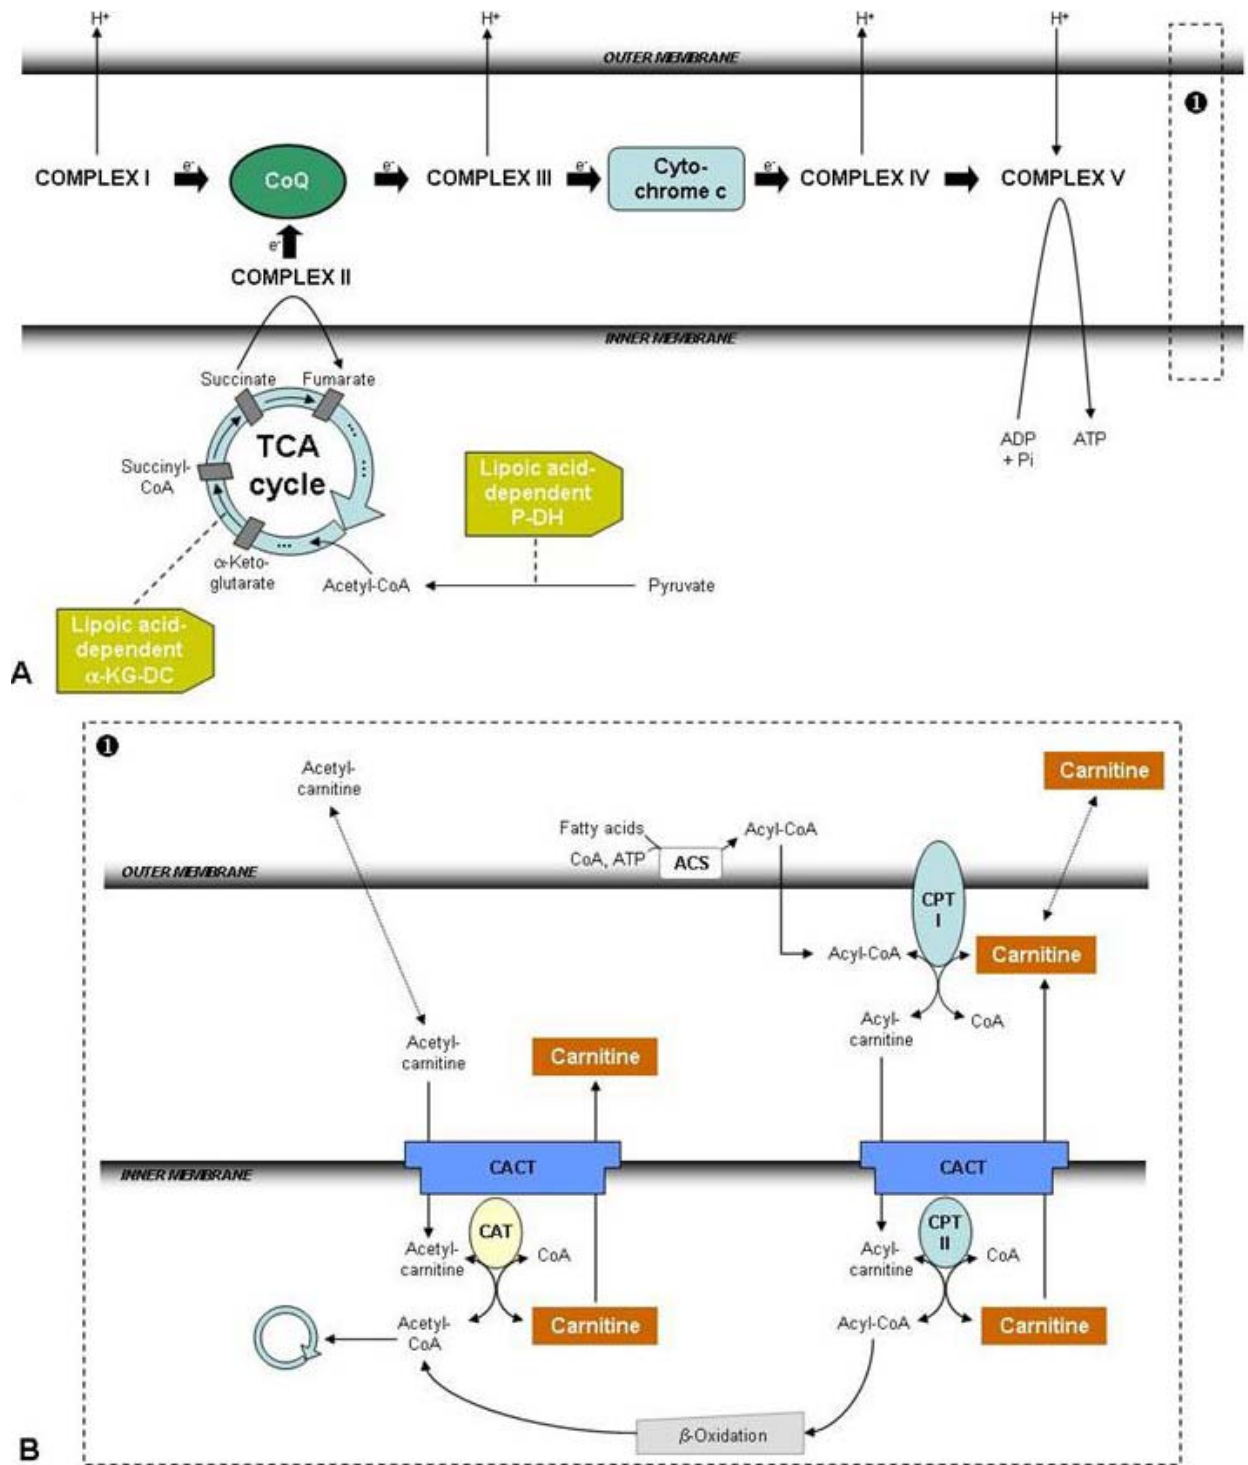 H⁺ H⁺ H⁺ H⁺
OUTER MEMBRANE
❶
COMPLEX I
e⁻
CoQ
e⁻
COMPLEX III
e⁻
Cyto-
chrome c
e⁻
COMPLEX IV
COMPLEX V
e⁻
COMPLEX II
INNER MEMBRANE
Succinate
Fumarate
TCA
cycle
Succinyl-
CoA
α-Keto-
glutarate
Acetyl-CoA
Pyruvate
Lipoic acid-
dependent
P-DH
ADP
+ Pi
ATP
Lipoic acid-
dependent
α-KG-DC
...
...
...
A
❶
Acetyl-
carnitine
Fatty acids
CoA, ATP
ACS
Acyl-CoA
Carnitine
OUTER MEMBRANE
CPT
I
Acyl-CoA
Carnitine
Acyl-
carnitine
CoA
Acetyl-
carnitine
Carnitine
CACT
CACT
INNER MEMBRANE
CAT
Acetyl-
carnitine
CoA
CPT
II
Acyl-
carnitine
CoA
Acetyl-
CoA
Carnitine
Acyl-CoA
Carnitine
β-Oxidation
B